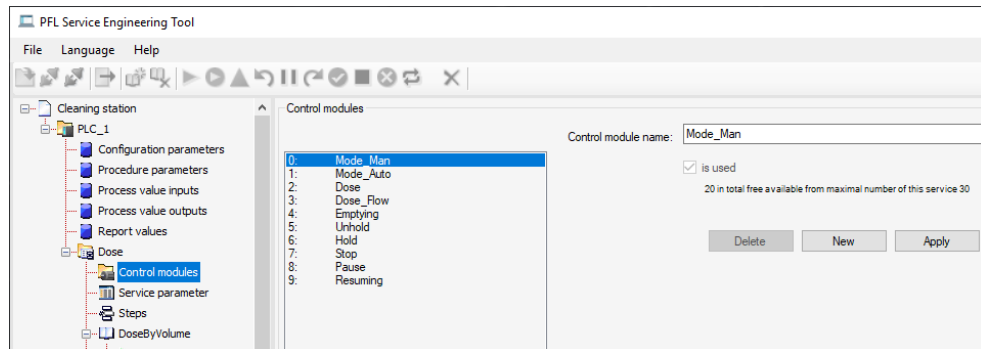 PFL Service Engineering Tool
File Language Help
Cleaning station
PLC_1
Configuration parameters
Procedure parameters
Process value inputs
Process value outputs
Report values
Dose
Control modules
Service parameter
Steps
DoseByVolume
Control modules
0: Mode_Man
1: Mode_Auto
2: Dose
3: Dose_Flow
4: Emptying
5: Unhold
6: Hold
7: Stop
8: Pause
9: Resuming
Control module name: Mode_Man
is used
20 in total free available from maximal number of this service 30
Delete New Apply